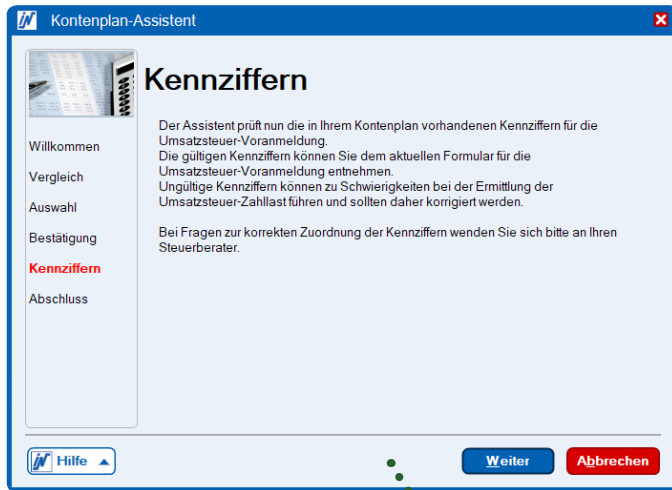 Kontenplan-Assistent
Kennziffern
Willkommen
Vergleich
Auswahl
Bestätigung
Kennziffern
Abschluss
Der Assistent prüft nun die in Ihrem Kontenplan vorhandenen Kennziffern für die
Umsatzsteuer-Voranmeldung.
Die gültigen Kennziffern können Sie dem aktuellen Formular für die
Umsatzsteuer-Voranmeldung entnehmen.
Ungültige Kennziffern können zu Schwierigkeiten bei der Ermittlung der
Umsatzsteuer-Zahllast führen und sollten daher korrigiert werden.
Bei Fragen zur korrekten Zuordnung der Kennziffern wenden Sie sich bitte an Ihren
Steuerberater.
Hilfe
Weiter
Abbrechen